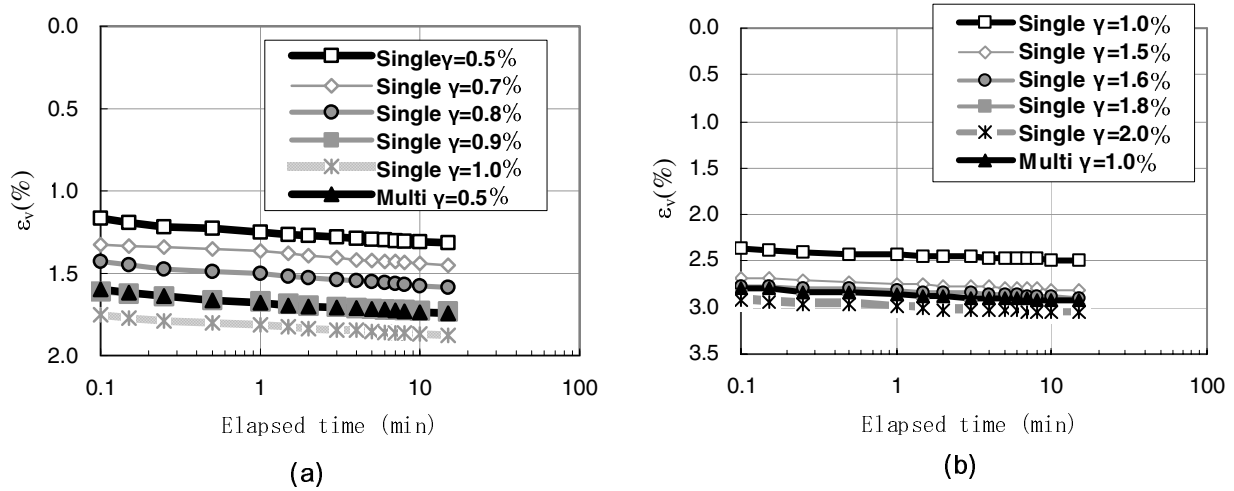 0.0
0.5
1.0
1.5
2.0
εv(%)
0.1
1
10
100
Elapsed time (min)
Singleγ=0.5%
Single γ=0.7%
Single γ=0.8%
Single γ=0.9%
Single γ=1.0%
Multi γ=0.5%
(a)
0.0
0.5
1.0
1.5
2.0
2.5
3.0
3.5
εv(%)
0.1
1
10
100
Elapsed time (min)
Single γ=1.0%
Single γ=1.5%
Single γ=1.6%
Single γ=1.8%
Single γ=2.0%
Multi γ=1.0%
(b)